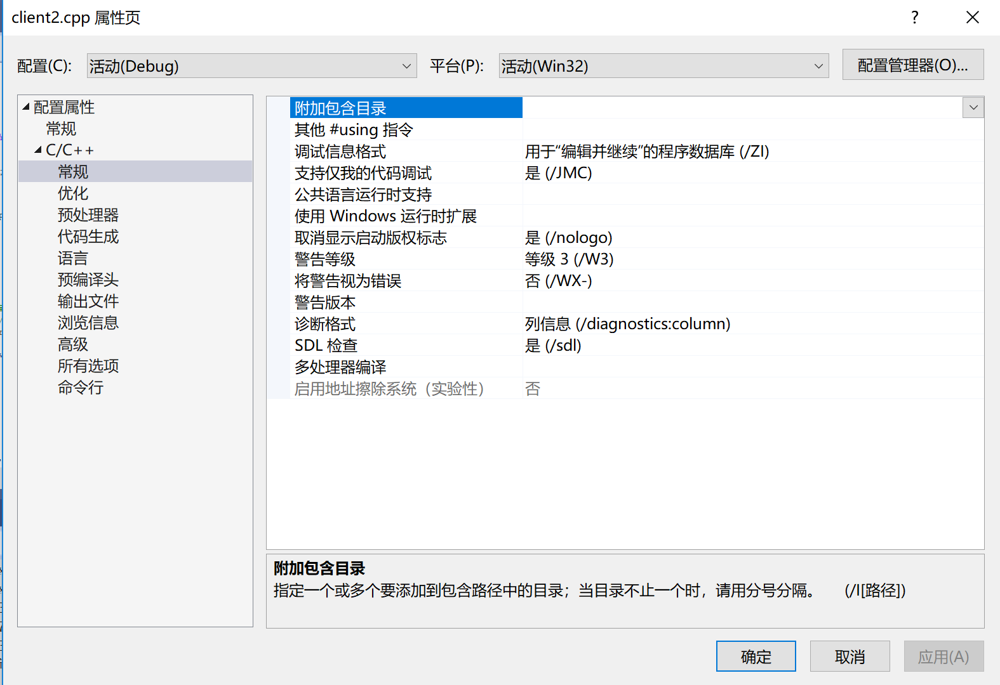 client2.cpp 属性页
配置(C):
活动(Debug)
平台(P):
活动(Win32)
配置管理器(O)...
配置属性
常规
C/C++
常规
优化
预处理器
代码生成
语言
预编译头
输出文件
浏览信息
高级
所有选项
命令行
附加包含目录
其他 #using 指令
调试信息格式 用于“编辑并继续”的程序数据库 (/ZI)
支持仅我的代码调试 是 (/JMC)
公共语言运行时支持
使用 Windows 运行时扩展
取消显示启动版权标志 是 (/nologo)
警告等级 等级 3 (/W3)
将警告视为错误 否 (/WX-)
警告版本
诊断格式 列信息 (/diagnostics:column)
SDL 检查 是 (/sdl)
多处理器编译
启用地址擦除系统（实验性） 否
附加包含目录
指定一个或多个要添加到包含路径中的目录；当目录不止一个时，请用分号分隔。 (/I[路径])
确定
取消
应用(A)